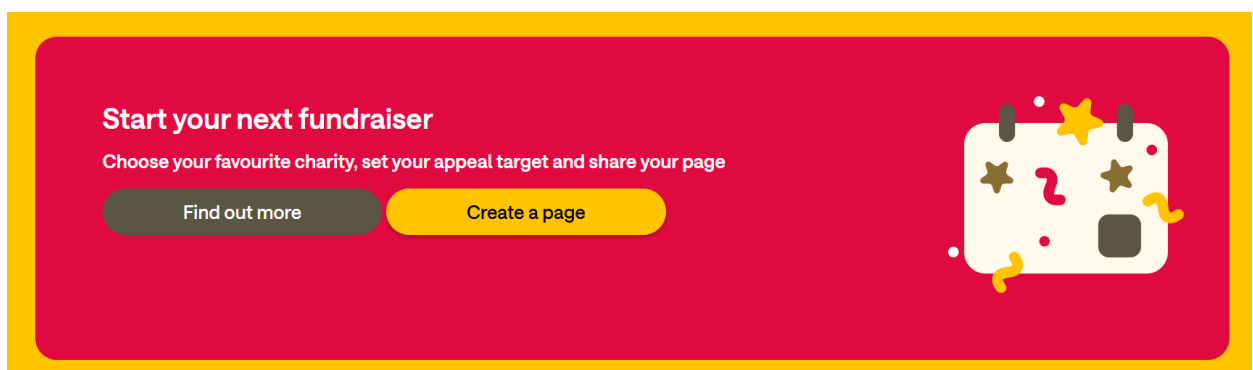 Start your next fundraiser
Choose your favourite charity, set your appeal target and share your page
Find out more
Create a page